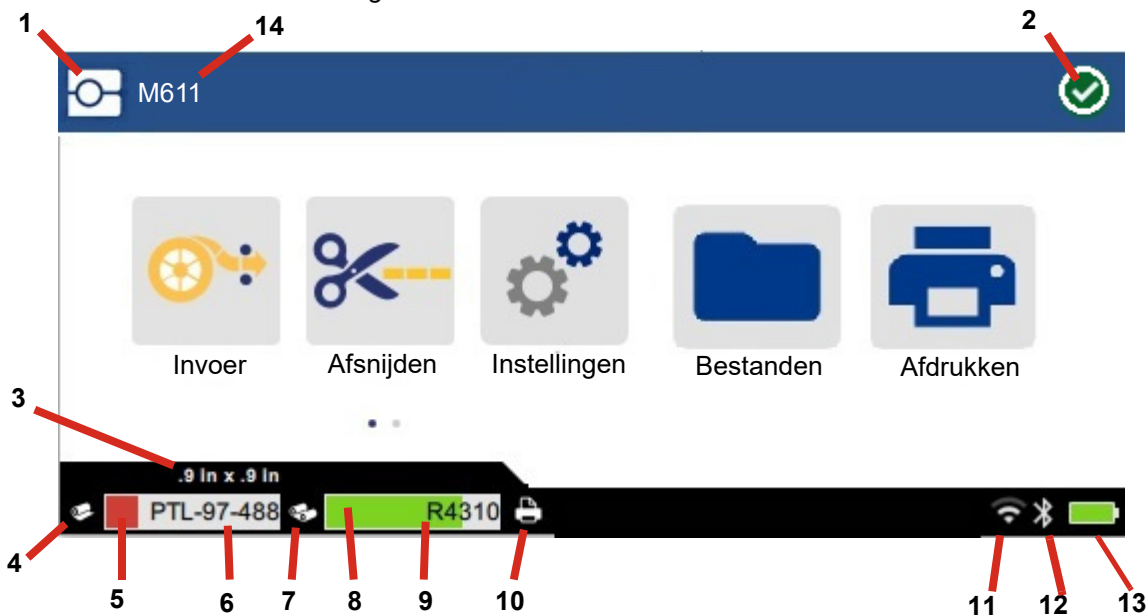 1
14
2
M611
Invoer
Afsnijden
Instellingen
Bestanden
Afdrukken
3
.9 in x .9 in
PTL-97-488
R4310
4
5
6
7
8
9
10
11
12
13